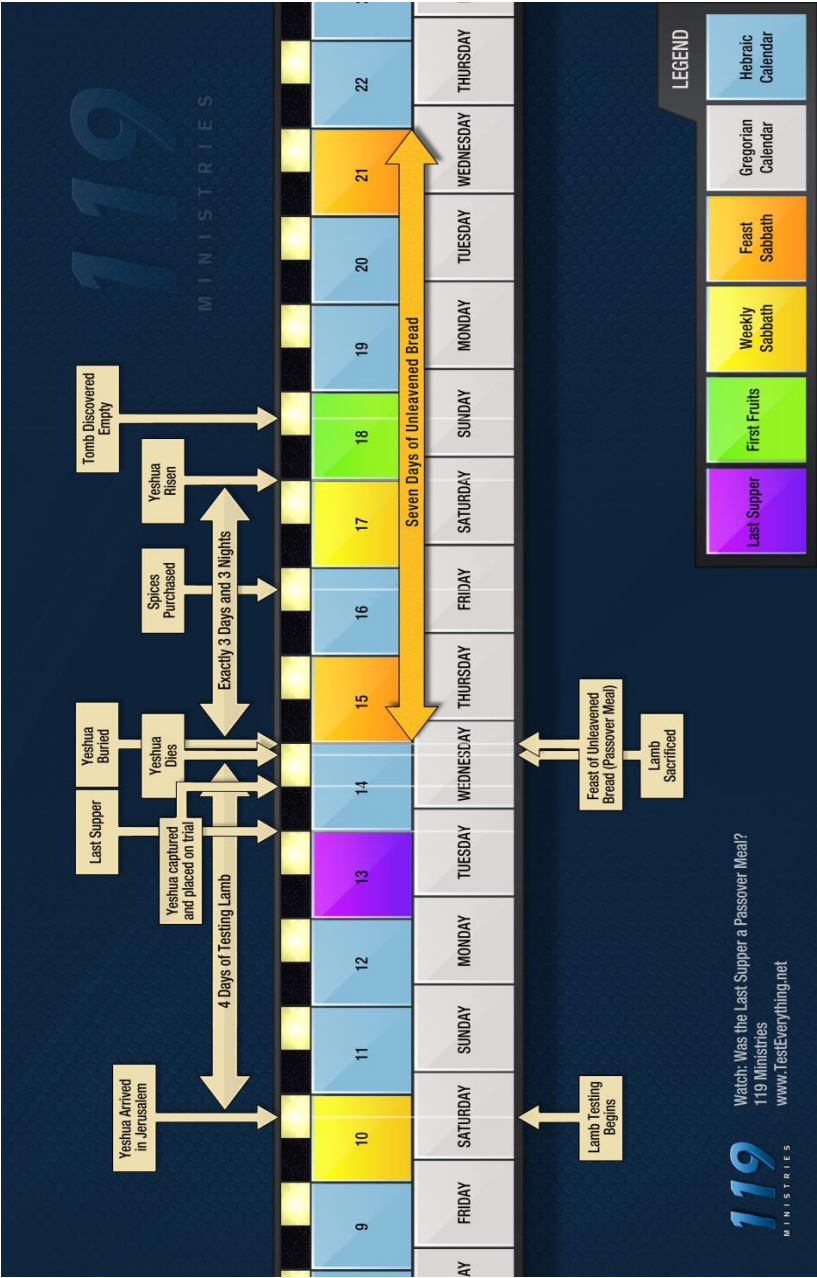 119
MINISTRIES
Yeshua Arrived
in Jerusalem
Last Supper
Yeshua
Buried
Yeshua
Dies
Spices
Purchased
Yeshua
Risen
Tomb Discovered
Empty
Yeshua captured
and placed on trial
4 Days of Testing Lamb
Exactly 3 Days and 3 Nights
9 10 11 12 13 14 15 16 17 18 19 20 21 22
Seven Days of Unleavened Bread
AY FRIDAY SATURDAY SUNDAY MONDAY TUESDAY WEDNESDAY THURSDAY FRIDAY SATURDAY SUNDAY MONDAY TUESDAY WEDNESDAY THURSDAY
Lamb Testing
Begins
Feast of Unleavened
Bread (Passover Meal)
Lamb
Sacrificed
LEGEND
Last Supper
First Fruits
Weekly
Sabbath
Feast
Sabbath
Gregorian
Calendar
Hebraic
Calendar
119
MINISTRIES
Watch: Was the Last Supper a Passover Meal?
119 Ministries
www.TestEverything.net